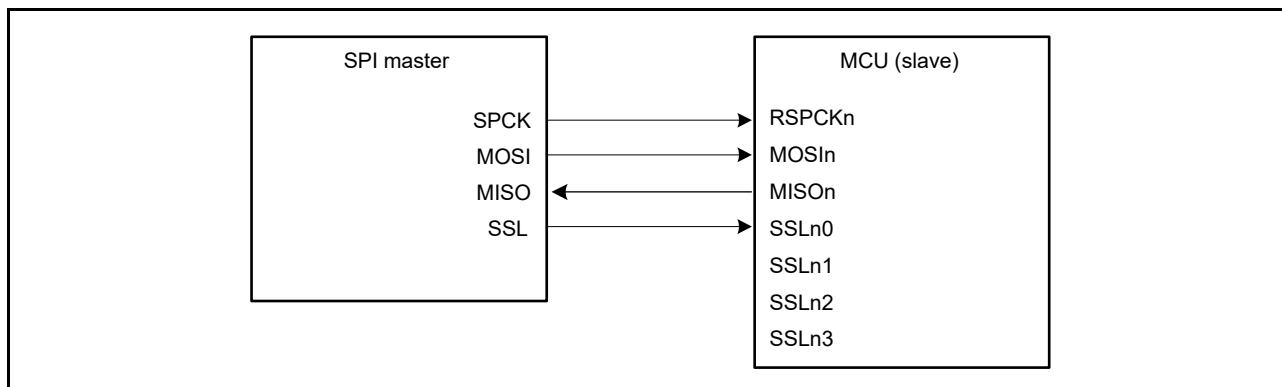 SPI master
MCU (slave)
SPCK
RSPCKn
MOSI
MOSIn
MISO
MISOn
SSL
SSLn0
SSLn1
SSLn2
SSLn3